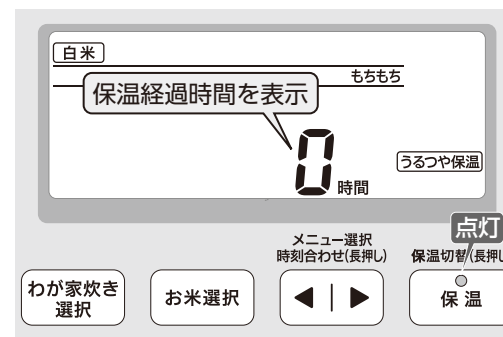 白米
もちもち
保温経過時間を表示
0時間
うるつや保温
点灯
メニュー選択
時刻合わせ(長押し)
保温切替(長押し
わが家炊き
選択
お米選択
◀ | ▶
保温